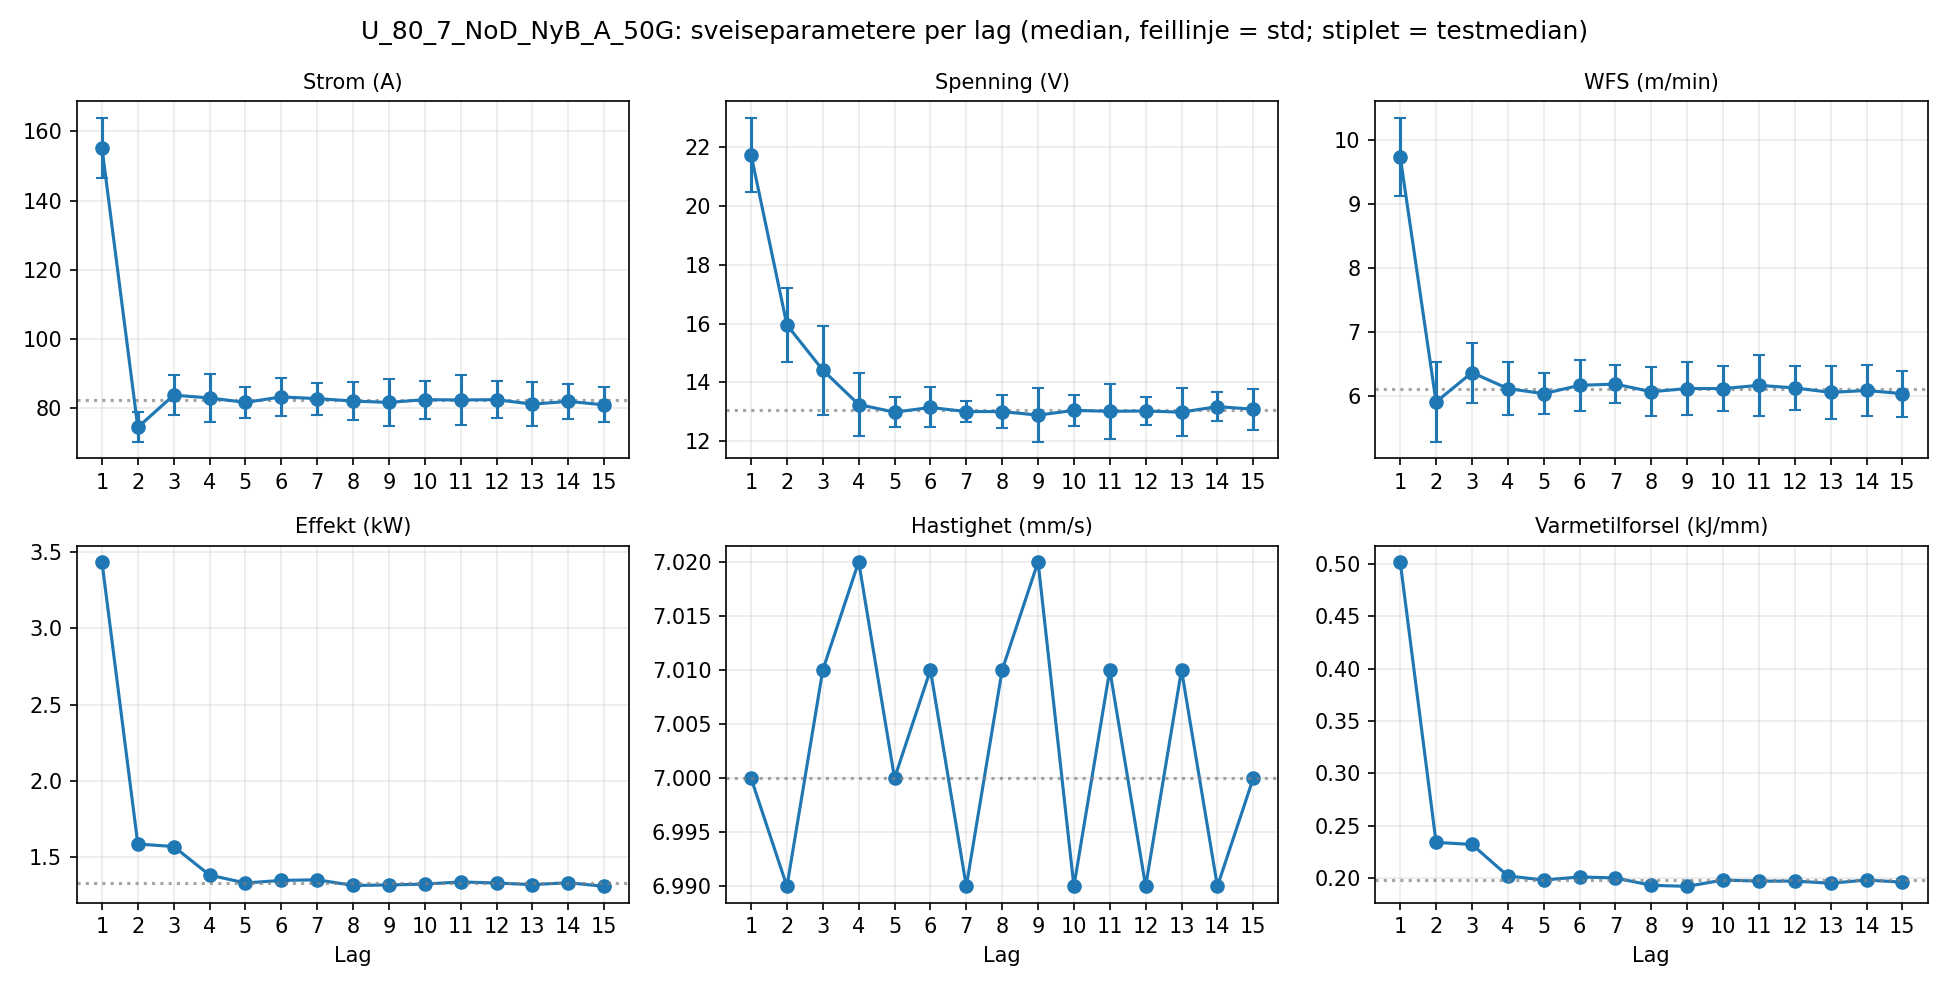 U_80_7_NoD_NyB_A_50G: sveiseparametere per lag (median, feillinje = std; stiplet = testmedian)
Strom (A)
160
140
120
100
80
1 2 3 4 5 6 7 8 9 10 11 12 13 14 15
Spenning (V)
22
20
18
16
14
12
1 2 3 4 5 6 7 8 9 10 11 12 13 14 15
WFS (m/min)
10
9
8
7
6
1 2 3 4 5 6 7 8 9 10 11 12 13 14 15
Effekt (kW)
3.5
3.0
2.5
2.0
1.5
1 2 3 4 5 6 7 8 9 10 11 12 13 14 15
Lag
Hastighet (mm/s)
7.020
7.015
7.010
7.005
7.000
6.995
6.990
1 2 3 4 5 6 7 8 9 10 11 12 13 14 15
Lag
Varmetilforsel (kJ/mm)
0.50
0.45
0.40
0.35
0.30
0.25
0.20
1 2 3 4 5 6 7 8 9 10 11 12 13 14 15
Lag